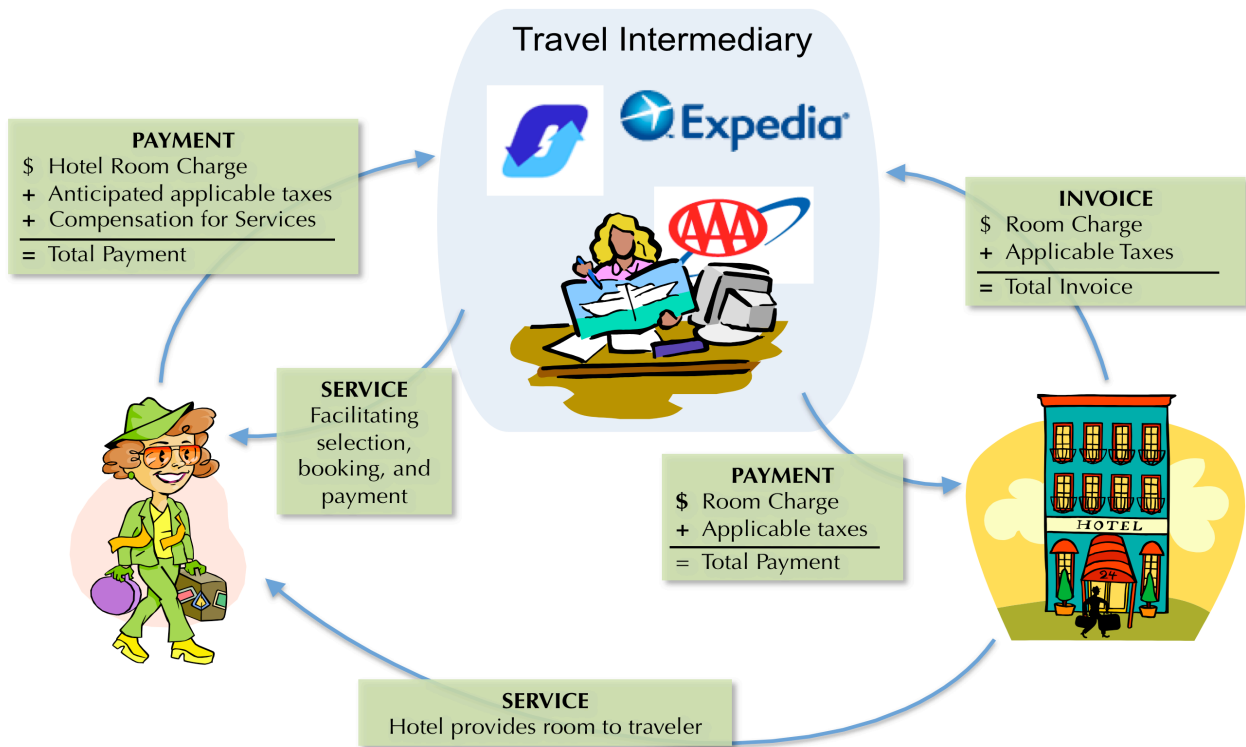 Travel Intermediary
Expedia
AAA
PAYMENT
$ Hotel Room Charge
+ Anticipated applicable taxes
+ Compensation for Services
= Total Payment
INVOICE
$ Room Charge
+ Applicable Taxes
= Total Invoice
SERVICE
Facilitating
selection,
booking, and
payment
PAYMENT
$ Room Charge
+ Applicable taxes
= Total Payment
HOTEL
24
SERVICE
Hotel provides room to traveler